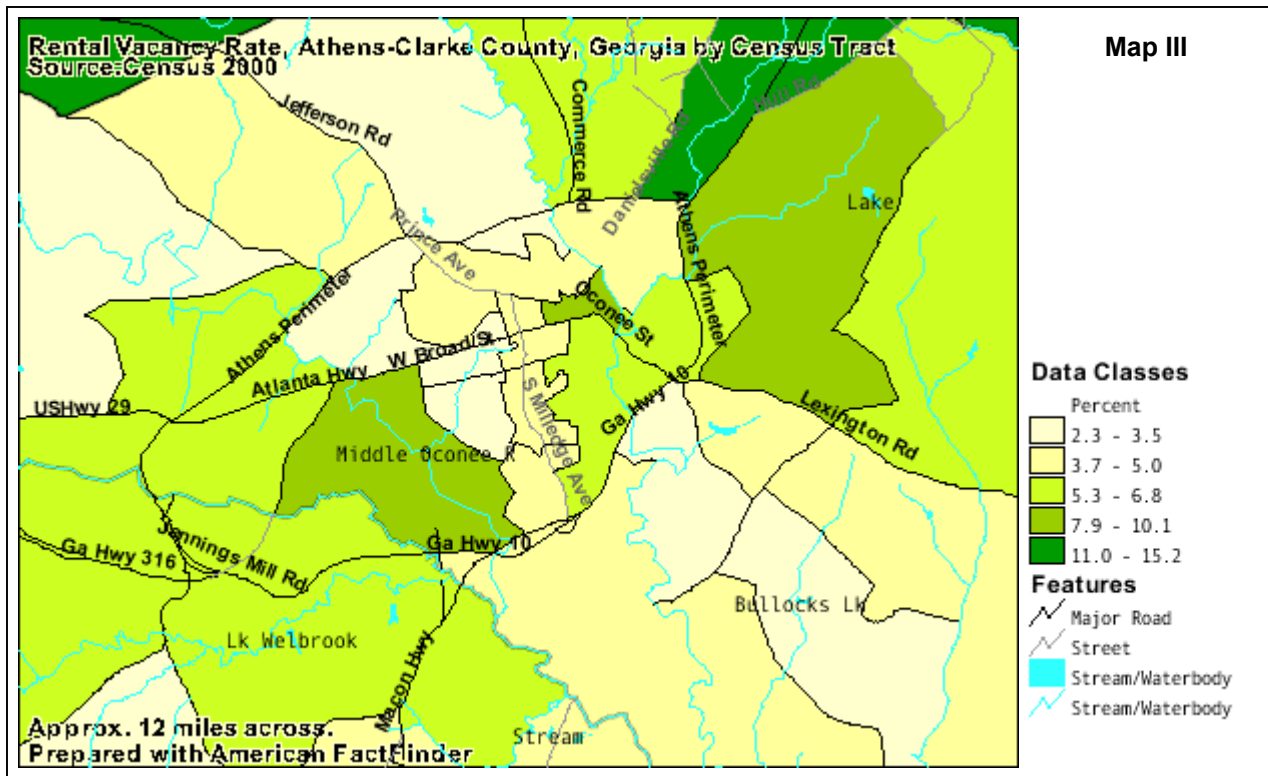 Rental Vacancy Rate, Athens-Clarke County, Georgia by Census Tract
Source:Census 2000
Map III
Jefferson Rd
Commerce Rd
Danielsville Rd
Hull Rd
Lake
Prince Ave
Athens Perimeter
Athens Perimeter
Oconee St
W Broad St
Atlanta Hwy
USHwy 29
S Milledge Ave
Ga Hwy 10
Lexington Rd
Middle Oconee R
Ga Hwy 10
Jennings Mill Rd
Ga Hwy 316
Bullocks Lk
Lk Welbrook
Macon Hwy
Stream
Approx. 12 miles across.
Prepared with American FactFinder
Data Classes
Percent
2.3 - 3.5
3.7 - 5.0
5.3 - 6.8
7.9 - 10.1
11.0 - 15.2
Features
Major Road
Street
Stream/Waterbody
Stream/Waterbody